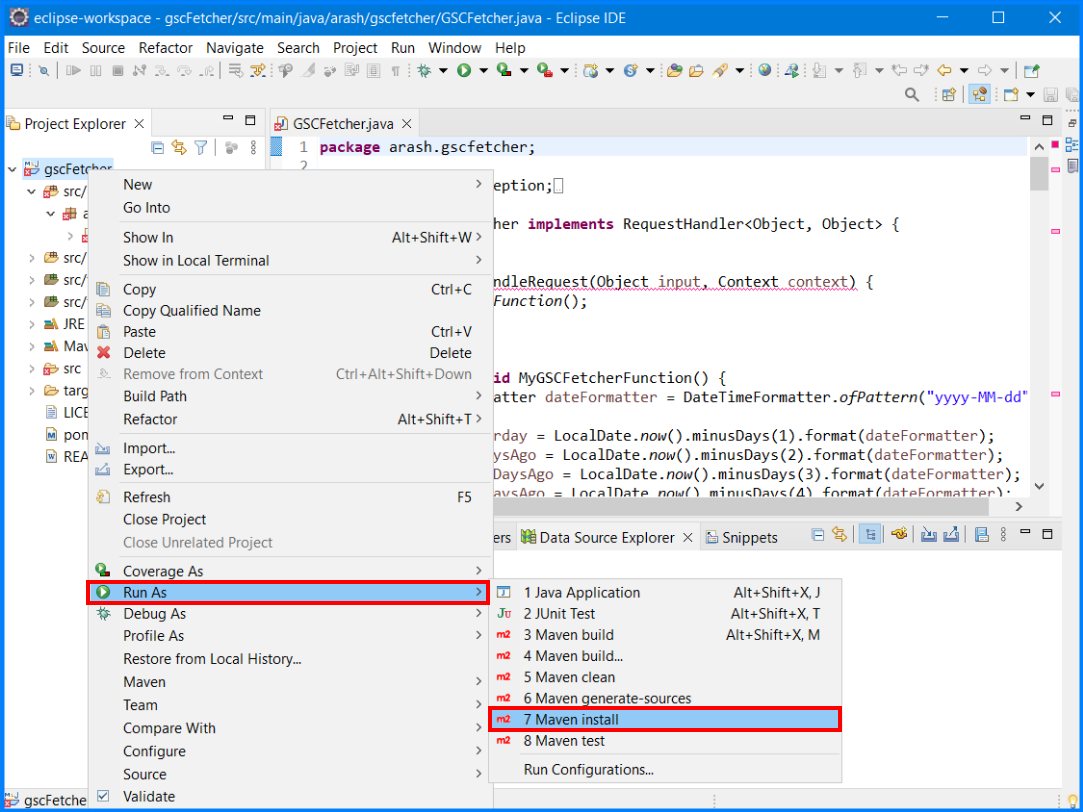 eclipse-workspace - gscFetcher/src/main/java/arash/gscfetcher/GSCFetcher.java - Eclipse IDE
File Edit Source Refactor Navigate Search Project Run Window Help
Project Explorer
GSCFetcher.java
1 package arash.gscfetcher;
2
gscFetcher
src/
src/
src/
src/
JRE
Mav
src
targ
LICE
pom
REA
eption;
her implements RequestHandler<Object, Object> {
ndleRequest(Object input, Context context) {
Function();
id MyGSCFetcherFunction() {
atter dateFormatter = DateTimeFormatter.ofPattern("yyyy-MM-dd"
rday = LocalDate.now().minusDays(1).format(dateFormatter);
ysAgo = LocalDate.now().minusDays(2).format(dateFormatter);
DaysAgo = LocalDate.now().minusDays(3).format(dateFormatter);
aysAgo = LocalDate.now().minusDays(4).format(dateFormatter);
New
Go Into
Show In Alt+Shift+W
Show in Local Terminal
Copy Ctrl+C
Copy Qualified Name
Paste Ctrl+V
Delete Delete
Remove from Context Ctrl+Alt+Shift+Down
Build Path
Refactor Alt+Shift+T
Import...
Export...
Refresh F5
Close Project
Close Unrelated Project
Coverage As
Run As
Debug As
Profile As
Restore from Local History...
Maven
Team
Compare With
Configure
Source
Validate
ers Data Source Explorer Snippets
1 Java Application Alt+Shift+X, J
2 JUnit Test Alt+Shift+X, T
3 Maven build Alt+Shift+X, M
4 Maven build...
5 Maven clean
6 Maven generate-sources
7 Maven install
8 Maven test
Run Configurations...
gscFetche